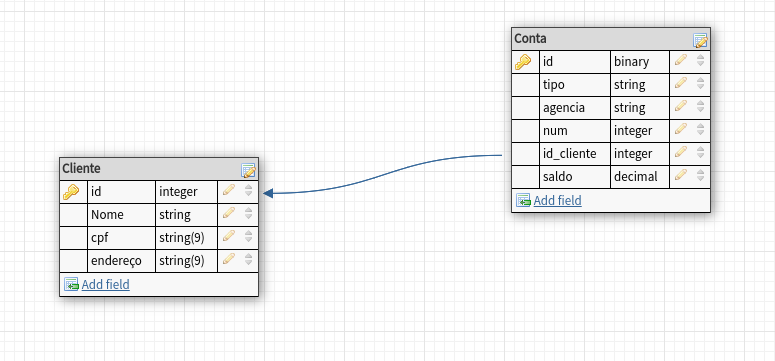 Conta
id binary
tipo string
agencia string
num integer
id_cliente integer
saldo decimal
Add field
Cliente
id integer
Nome string
cpf string(9)
endereço string(9)
Add field